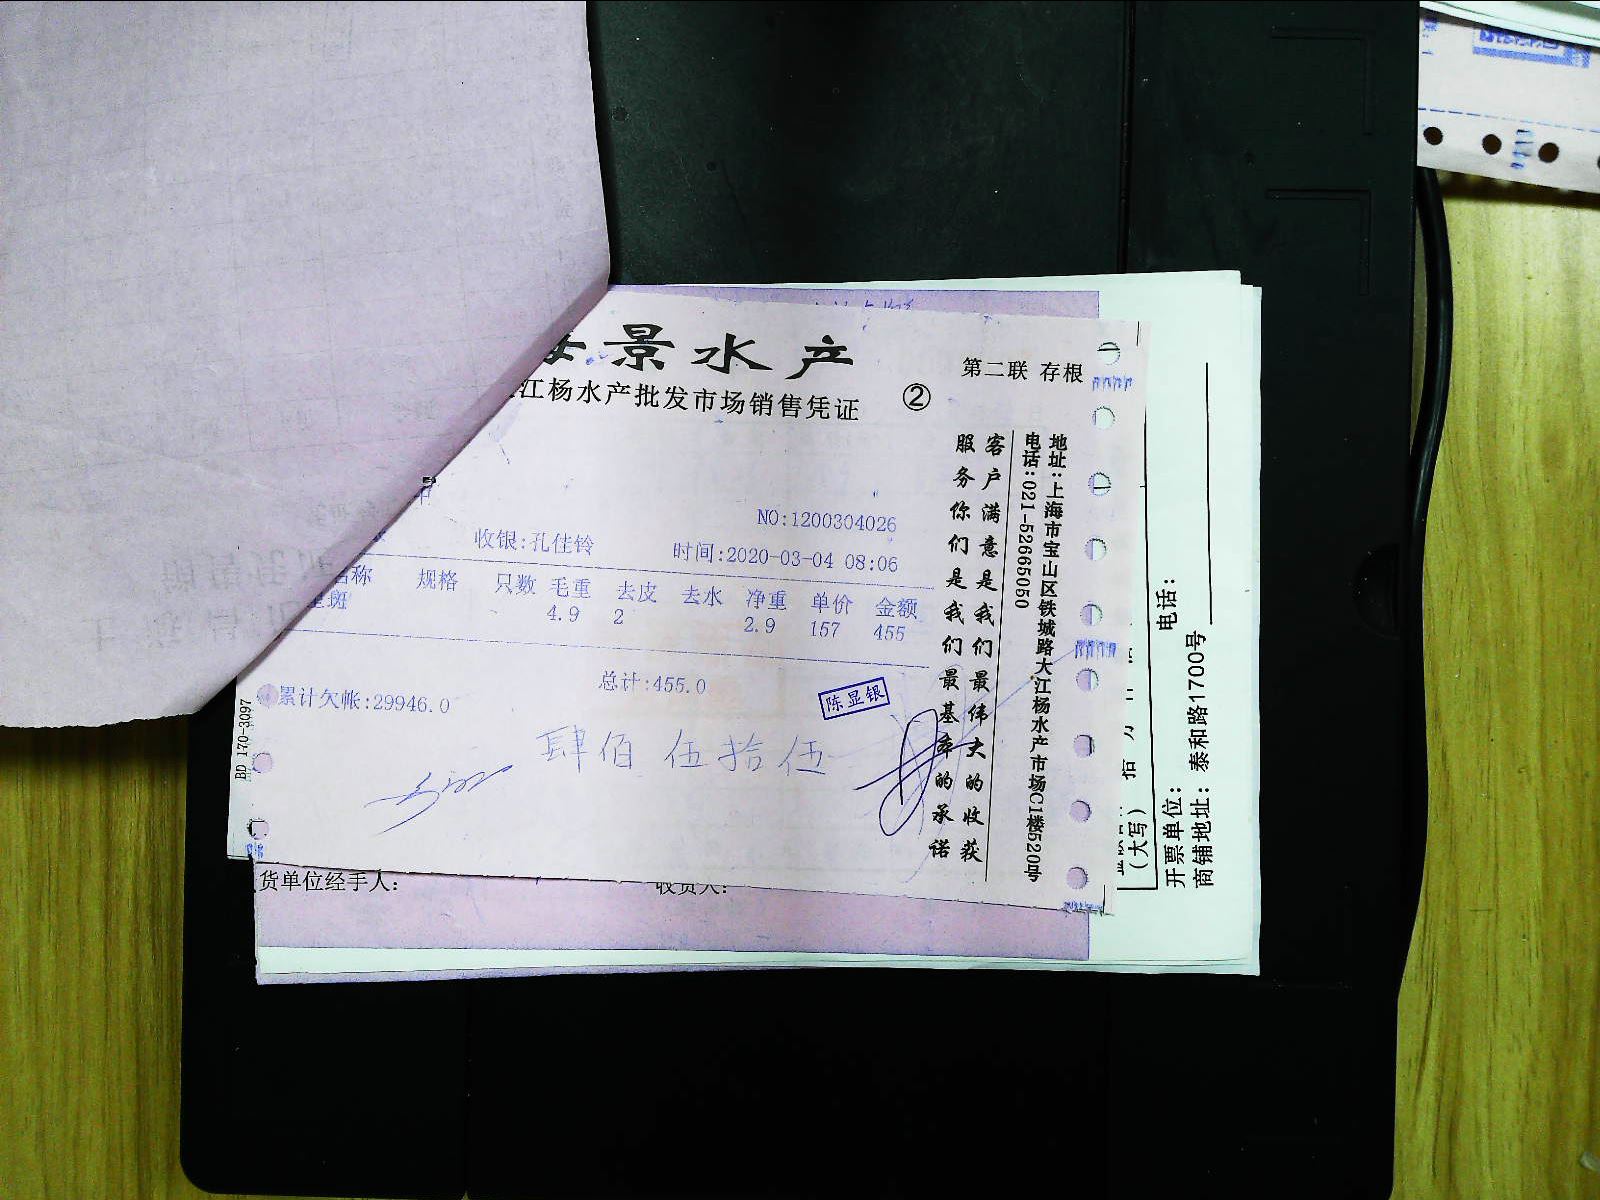 景水产
江杨水产批发市场销售凭证
②
第二联 存根
NO:1200304026
收银:孔佳铃
时间:2020-03-04 08:06
名称 规格 只数 毛重 去皮 去水 净重 单价 金额
星斑 4.9 2 2.9 157 455
总计:455.0
累计欠帐:29946.0
陈显银
肆佰伍拾伍
客户满意是我们最伟大的收获
服务你们是我们最基本的承诺
地址:上海市宝山区铁城路大江杨水产市场C1楼520号
电话:021-52665050
BD 170-3097
货单位经手人:
收货人:
(大写)
拾
开票单位:
商铺地址: 泰和路1700号
电话: